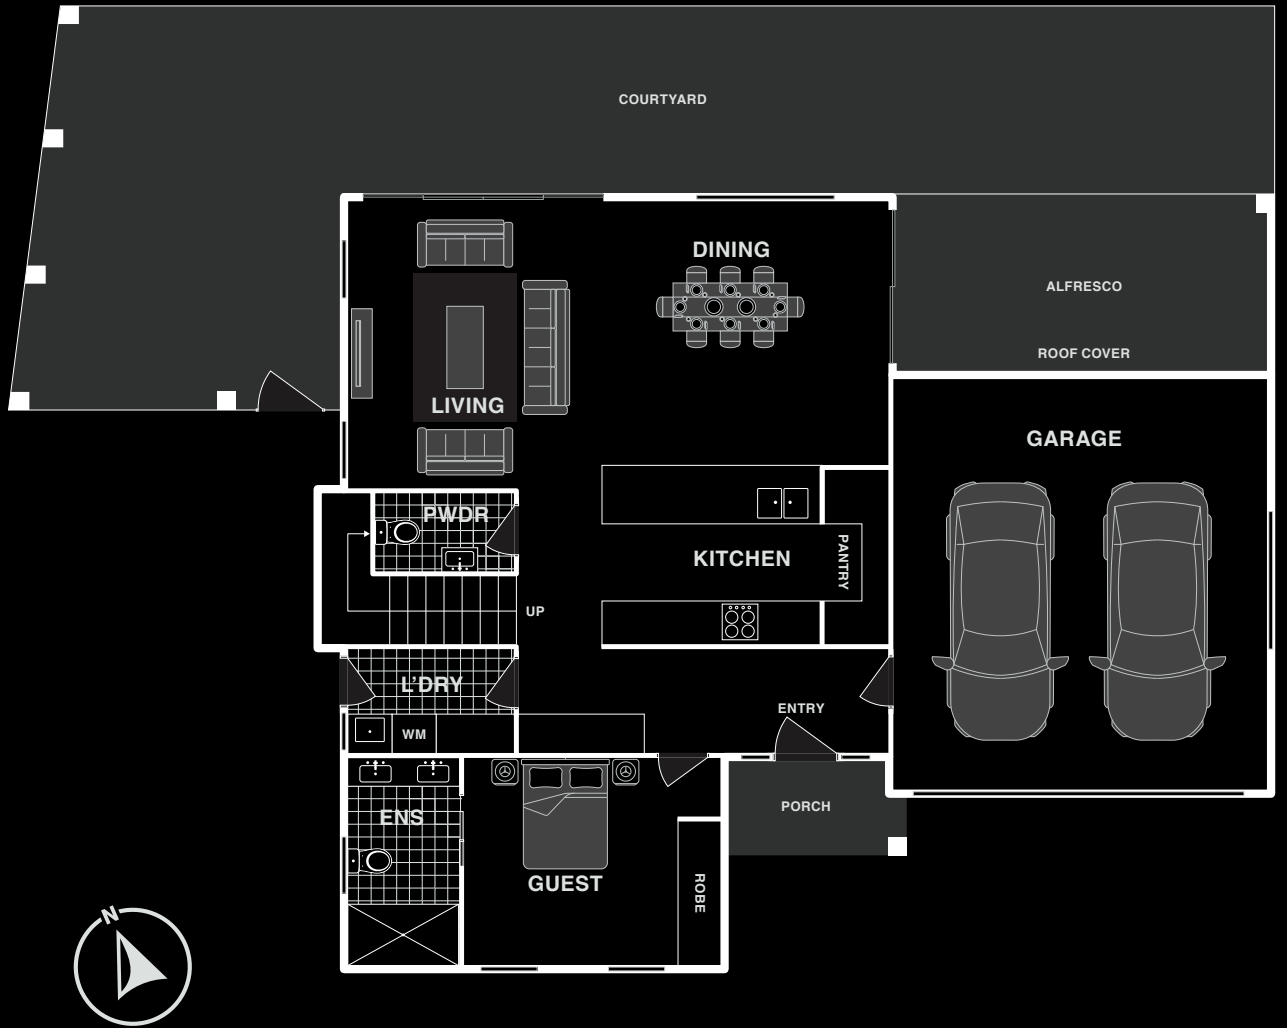 COURTYARD
DINING
ALFRESCO
ROOF COVER
LIVING
GARAGE
PWDR
KITCHEN
PANTRY
UP
L'DRY
ENTRY
WM
PORCH
ENS
GUEST
ROBE
N